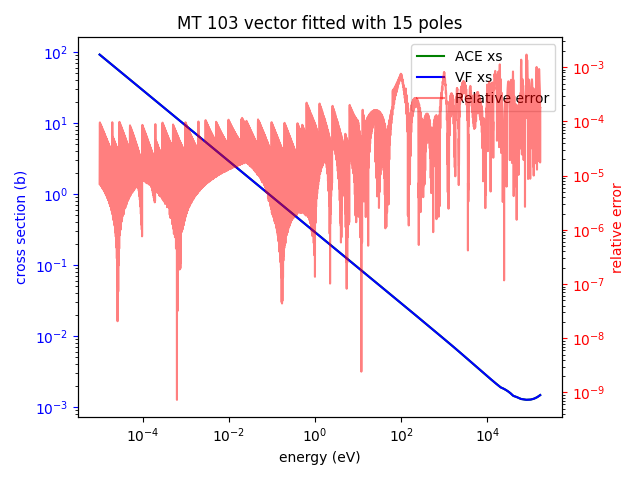 MT 103 vector fitted with 15 poles
ACE xs
VF xs
Relative error
cross section (b)
10^2
10^1
10^0
10^-1
10^-2
10^-3
relative error
10^-3
10^-4
10^-5
10^-6
10^-7
10^-8
10^-9
10^-4 10^-2 10^0 10^2 10^4
energy (eV)